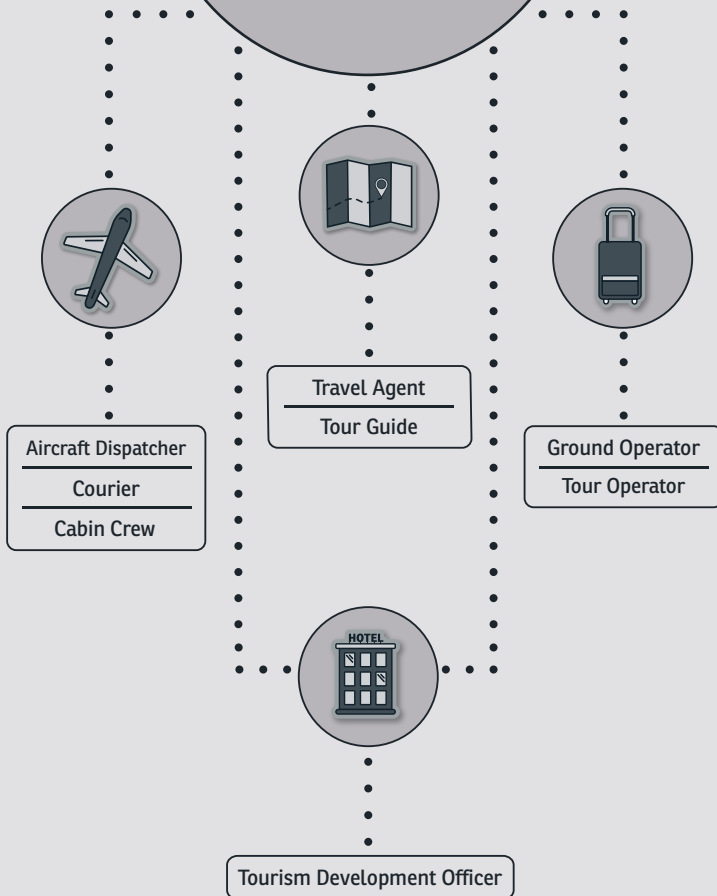 Travel Agent
Tour Guide
Aircraft Dispatcher
Courier
Cabin Crew
Ground Operator
Tour Operator
HOTEL
Tourism Development Officer